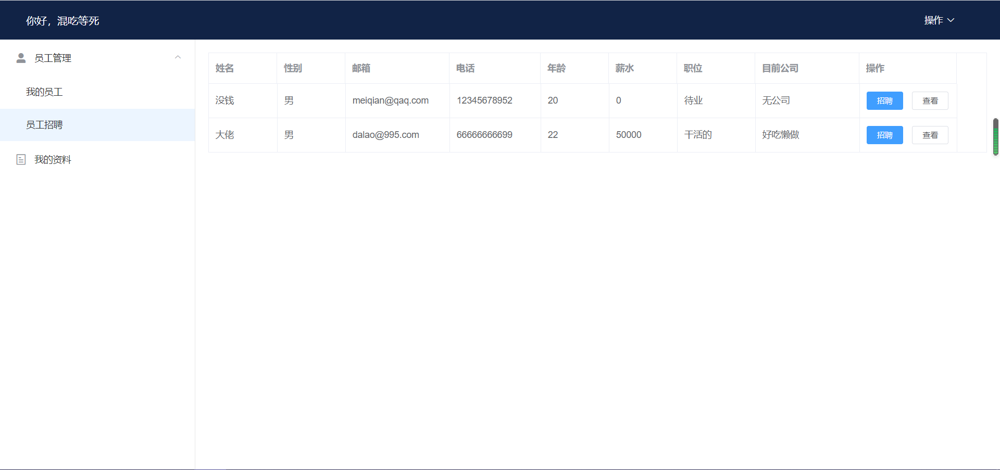 你好，混吃等死
操作
员工管理
我的员工
员工招聘
我的资料
姓名 性别 邮箱 电话 年龄 薪水 职位 目前公司 操作
没钱 男 meiqian@qaq.com 12345678952 20 0 待业 无公司 招聘 查看
大佬 男 dalao@995.com 66666666699 22 50000 干活的 好吃懒做 招聘 查看